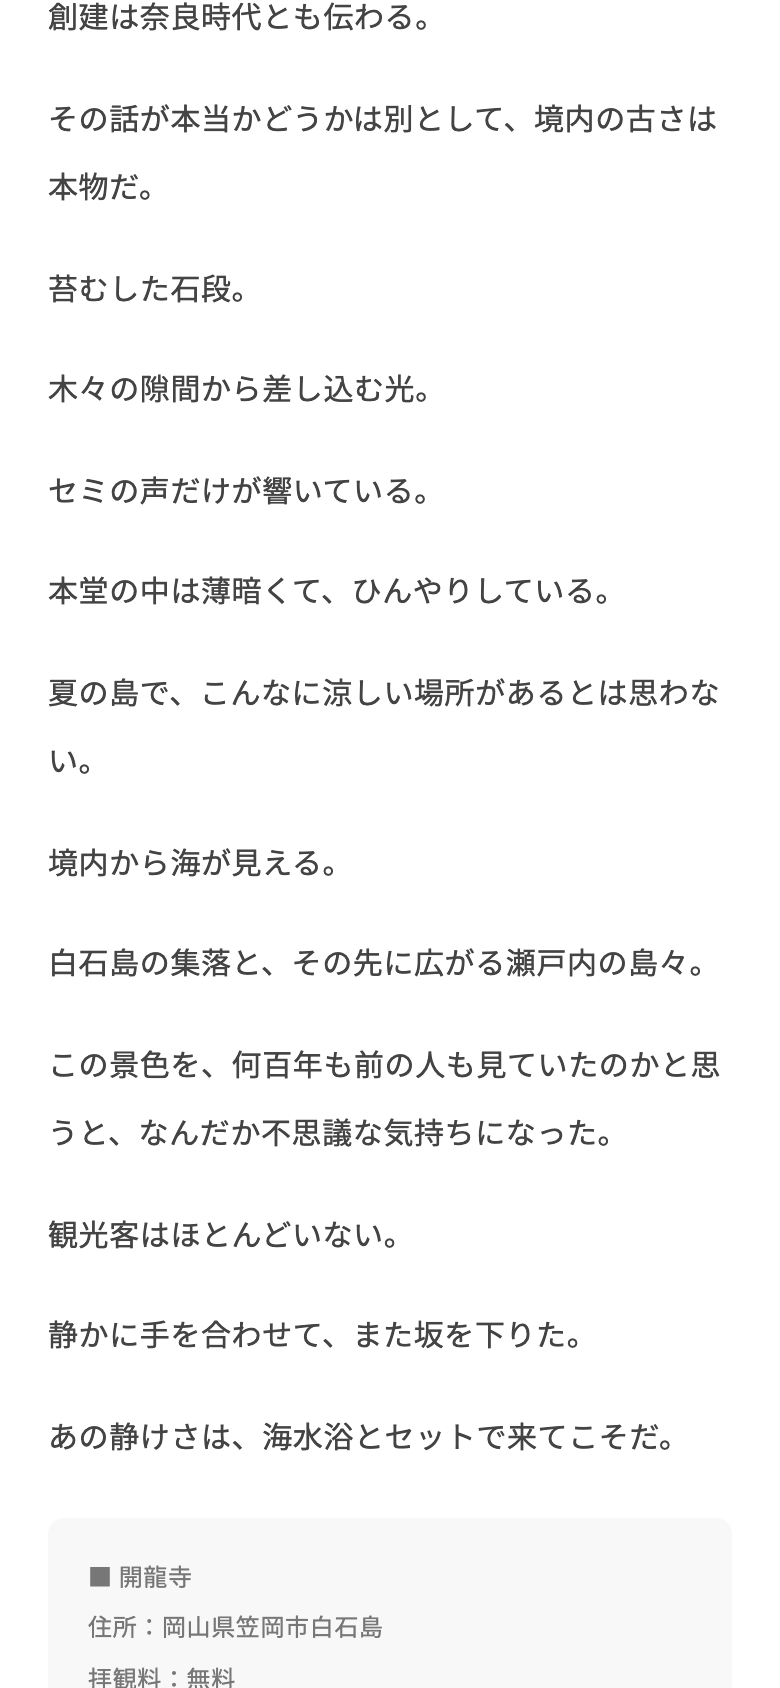 創建は奈良時代とも伝わる。
その話が本当かどうかは別として、境内の古さは
本物だ。
苔むした石段。
木々の隙間から差し込む光。
セミの声だけが響いている。
本堂の中は薄暗くて、ひんやりしている。
夏の島で、こんなに涼しい場所があるとは思わな
い。
境内から海が見える。
白石島の集落と、その先に広がる瀬戸内の島々。
この景色を、何百年も前の人も見ていたのかと思
うと、なんだか不思議な気持ちになった。
観光客はほとんどいない。
静かに手を合わせて、また坂を下りた。
あの静けさは、海水浴とセットで来てこそだ。
■ 開龍寺
住所：岡山県笠岡市白石島
拝観料：無料